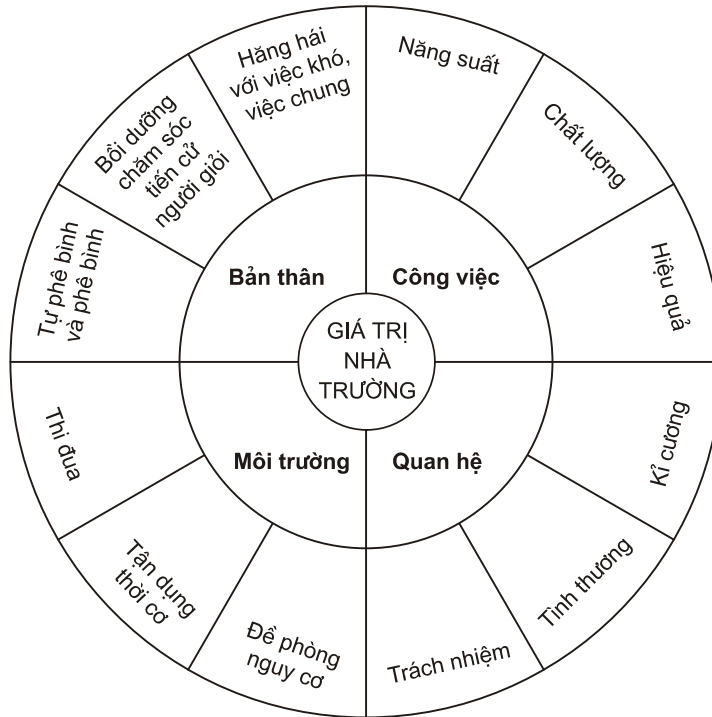 Hăng hái
với việc khó,
việc chung
Năng suất
Chất lượng
Hiệu quả
Kỉ cương
Tình thương
Trách nhiệm
Đề phòng
nguy cơ
Tận dụng
thời cơ
Thi đua
Tự phê bình
và phê bình
Bồi dưỡng
chăm sóc
tiến cử
người giỏi
Bản thân
Công việc
GIÁ TRỊ
NHÀ
TRƯỜNG
Môi trường
Quan hệ